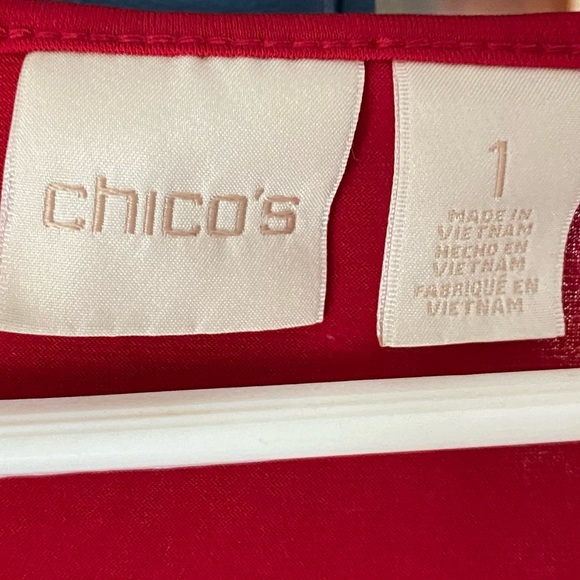 chico's
1
MADE IN
VIETNAM
HECHO EN
VIETNAM
FABRIQUÉ EN
VIETNAM